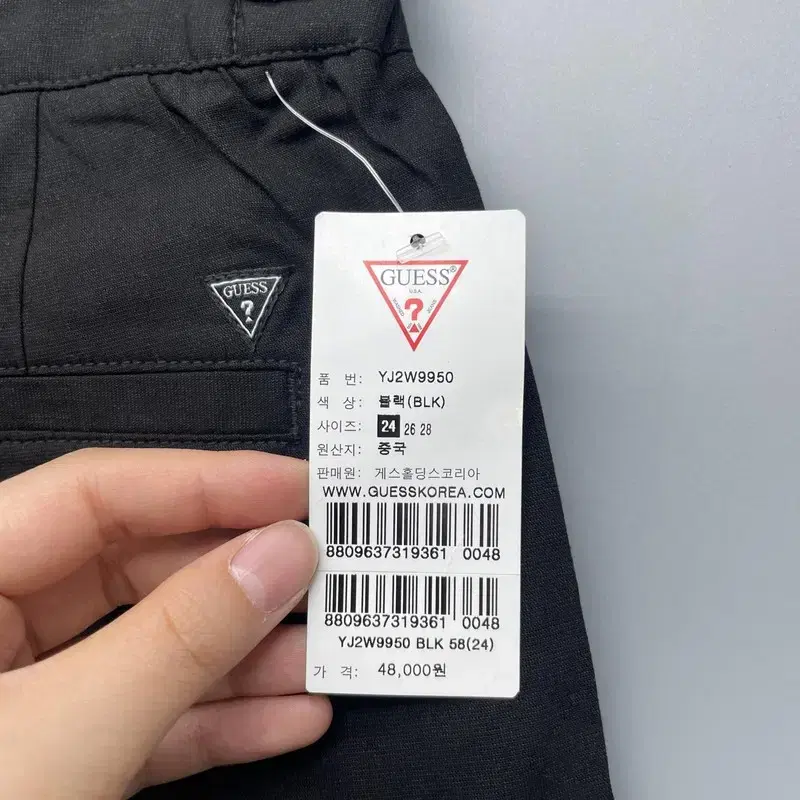 GUESS
?
GUESS®
U.S.A.
?
품 번: YJ2W9950
색 상: 블랙(BLK)
사이즈: 24 26 28
원산지: 중국
판매원: 게스홀딩스코리아
WWW.GUESSKOREA.COM
8809637319361 0048
8809637319361 0048
YJ2W9950 BLK 58(24)
가 격: 48,000원